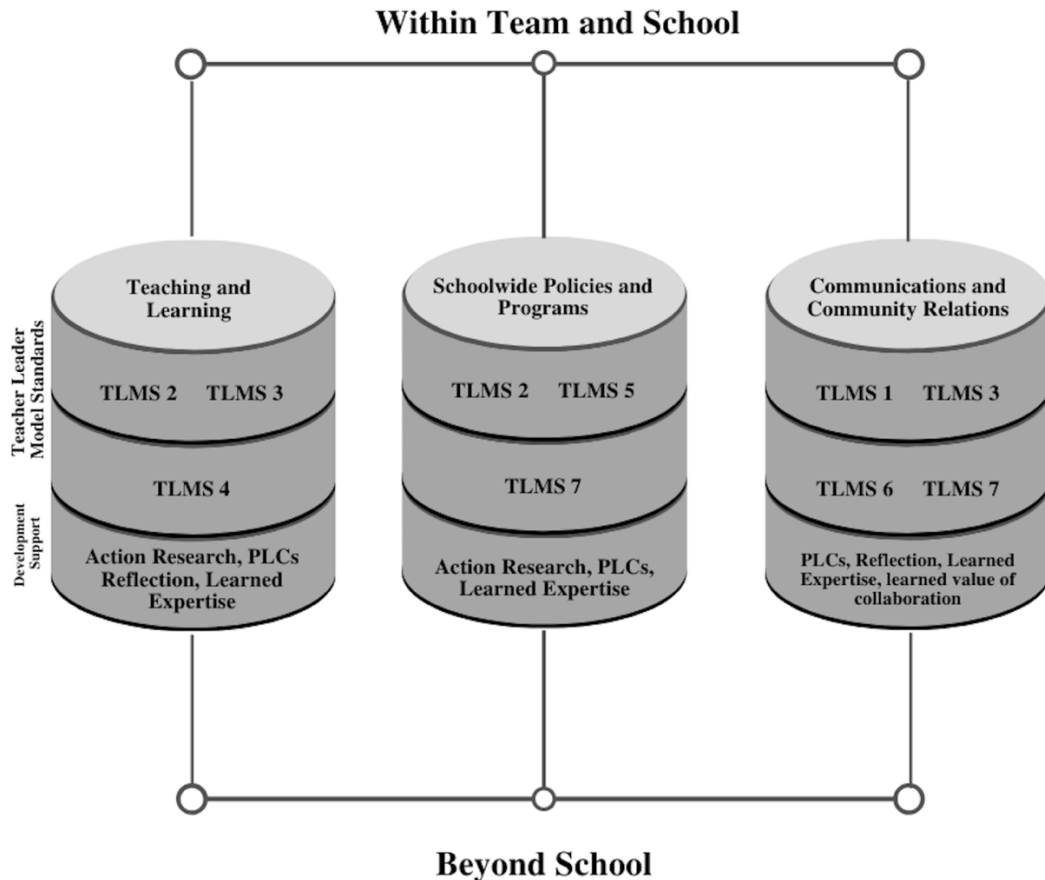 Within Team and School
Teaching and
Learning
Schoolwide Policies and
Programs
Communications and
Community Relations
Teacher Leader
Model Standards
TLMS 2 TLMS 3
TLMS 2 TLMS 5
TLMS 1 TLMS 3
TLMS 4
TLMS 7
TLMS 6 TLMS 7
Development
Support
Action Research, PLCs
Reflection, Learned
Expertise
Action Research, PLCs,
Learned Expertise
PLCs, Reflection, Learned
Expertise, learned value of
collaboration
Beyond School